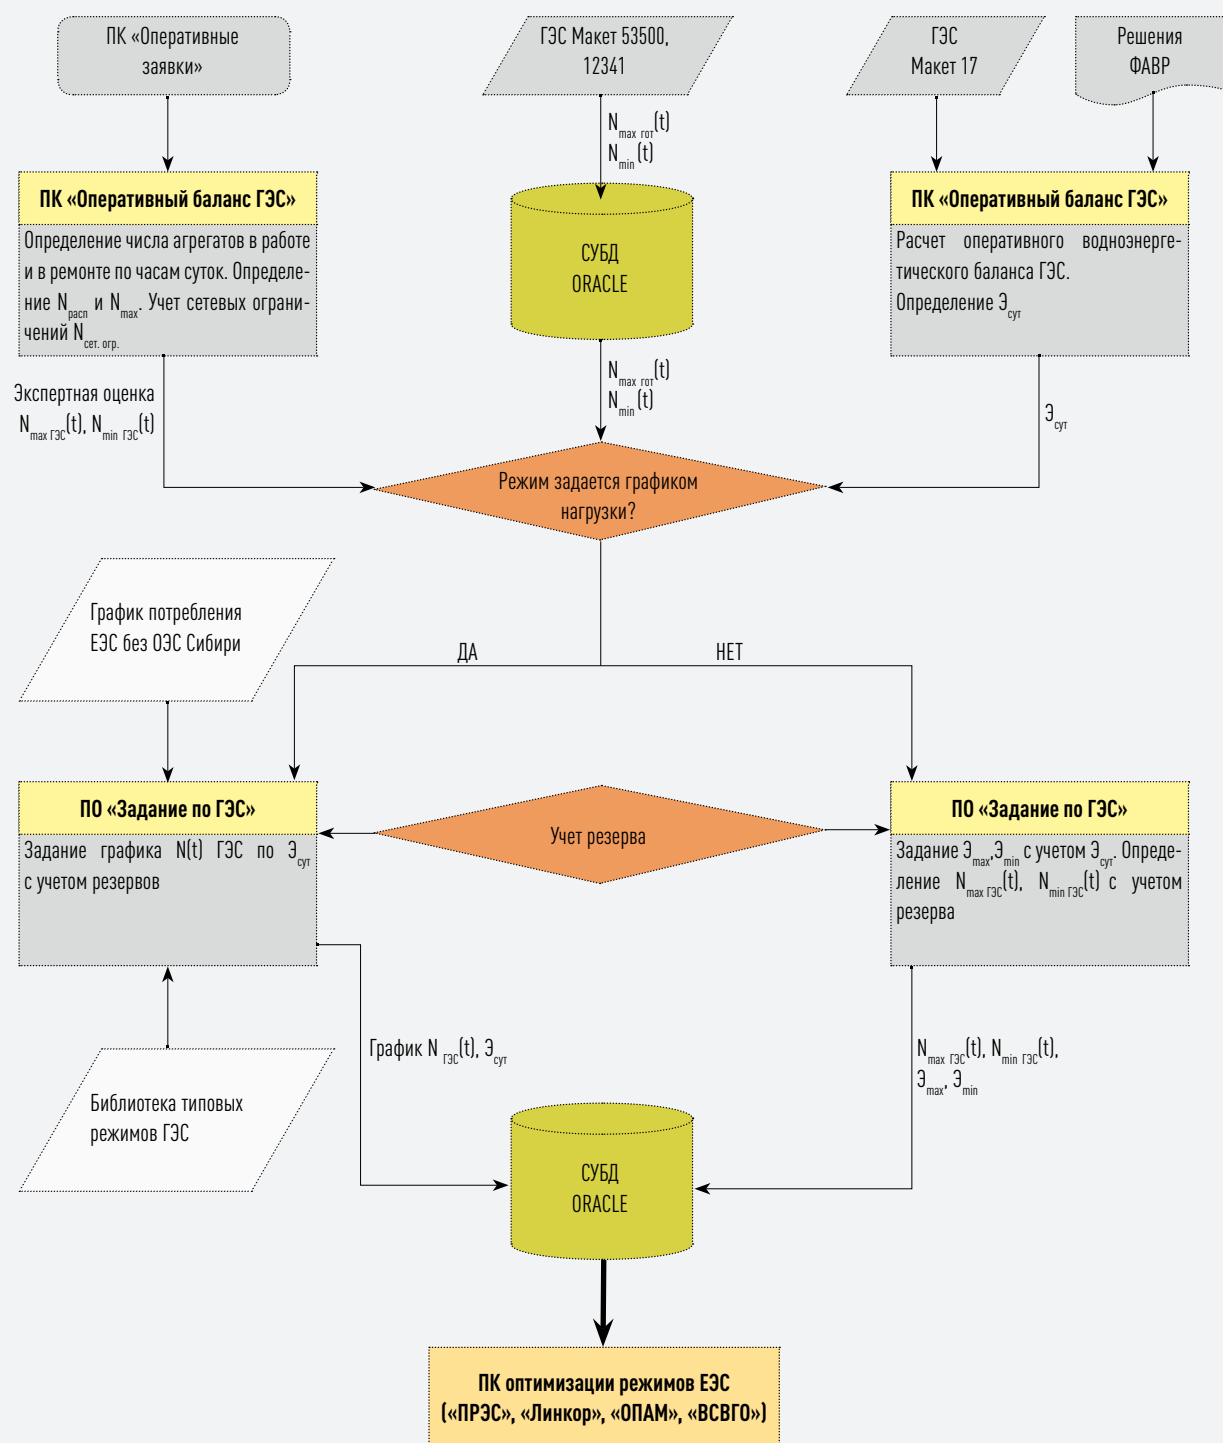 ПК «Оперативные
заявки»
ГЭС Макет 53500,
12341
ГЭС
Макет 17
Решения
ФАВР
N max гот (t)
N min (t)
ПК «Оперативный баланс ГЭС»
Определение числа агрегатов в работе
и в ремонте по часам суток. Определе-
ние N расп и N max. Учет сетевых ограни-
чений N сет. огр.
СУБД
ORACLE
ПК «Оперативный баланс ГЭС»
Расчет оперативного водноэнерге-
тического баланса ГЭС.
Определение Э сут
Экспертная оценка
N max ГЭС (t), N min ГЭС (t)
N max гот (t)
N min (t)
Э сут
Режим задается графиком
нагрузки?
График потребления
ЕЭС без ОЭС Сибири
ДА
НЕТ
ПО «Задание по ГЭС»
Задание графика N(t) ГЭС по Э сут
с учетом резервов
Учет резерва
ПО «Задание по ГЭС»
Задание Э max, Э min с учетом Э сут. Опреде-
ление N max ГЭС (t), N min ГЭС (t) с учетом
резерва
График N ГЭС (t), Э сут
N max ГЭС (t), N min ГЭС (t),
Э max, Э min
Библиотека типовых
режимов ГЭС
СУБД
ORACLE
ПК оптимизации режимов ЕЭС
(«ПРЭС», «Линкор», «ОПАМ», «ВСВГО»)